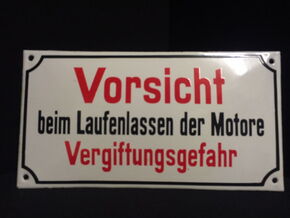 Vorsicht
beim Laufenlassen der Motore
Vergiftungsgefahr